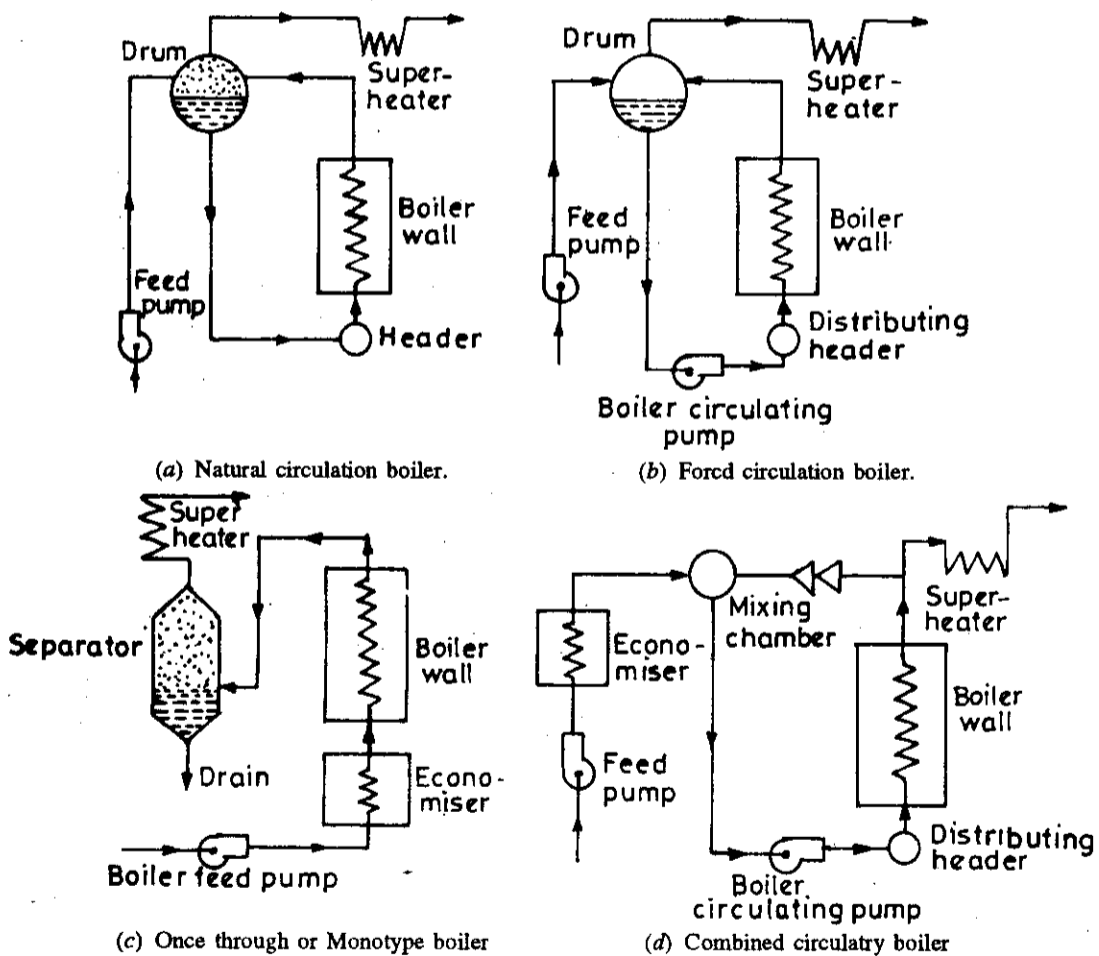 Drum
Super-
heater
Boiler
wall
Feed
pump
Header
(a) Natural circulation boiler.
Drum
Super-
heater
Feed
pump
Boiler
wall
Distributing
header
Boiler circulating
pump
(b) Forcd circulation boiler.
Super
heater
Separator
Boiler
wall
Drain
Econo-
miser
Boiler feed pump
(c) Once through or Monotype boiler
Mixing
chamber
Super-
heater
Econo-
miser
Boiler
wall
Feed
pump
Distributing
header
Boiler
circulating pump
(d) Combined circulatry boiler